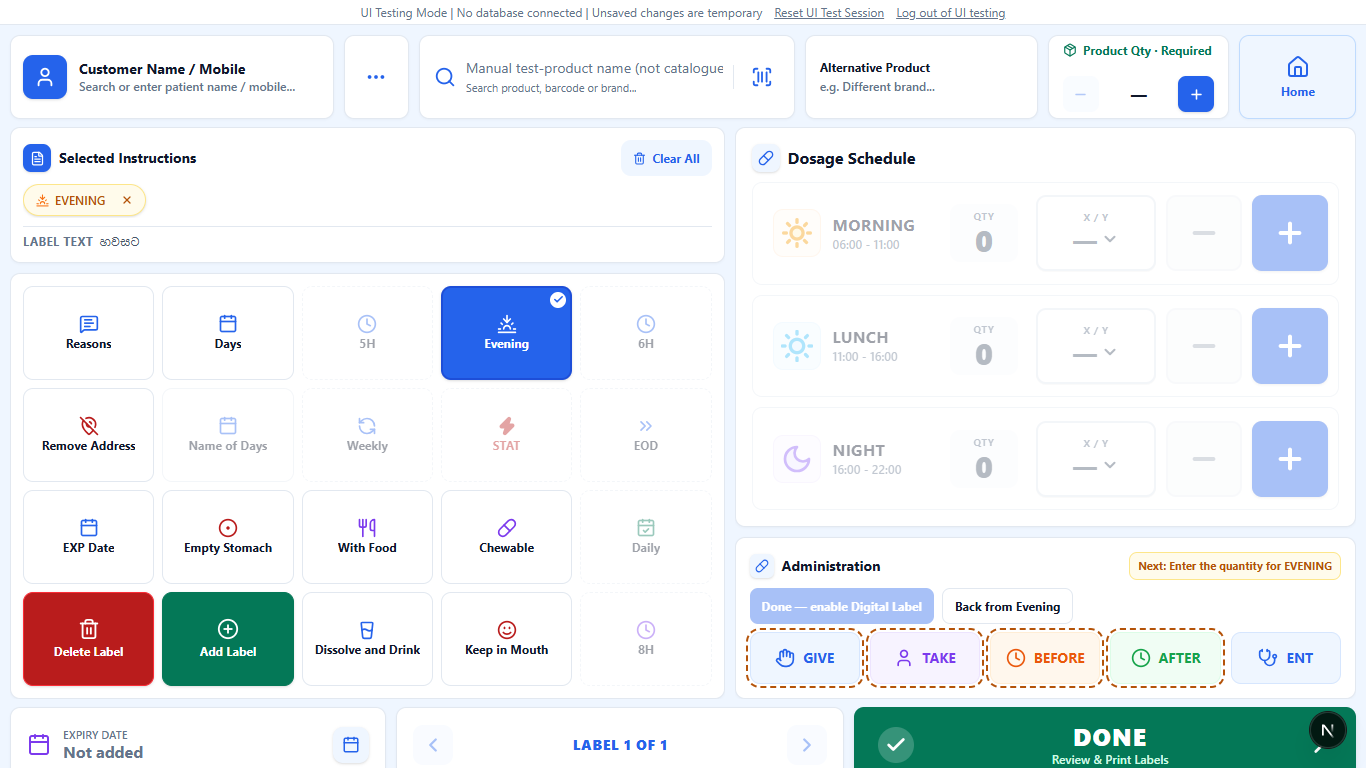 UI Testing Mode | No database connected | Unsaved changes are temporary Reset UI Test Session Log out of UI testing
Customer Name / Mobile
Search or enter patient name / mobile...
Manual test-product name (not catalogue
Search product, barcode or brand...
Alternative Product
e.g. Different brand...
Product Qty · Required
Home
Selected Instructions
Clear All
EVENING
LABEL TEXT හවසට
Reasons
Days
5H
Evening
6H
Remove Address
Name of Days
Weekly
STAT
EOD
EXP Date
Empty Stomach
With Food
Chewable
Daily
Delete Label
Add Label
Dissolve and Drink
Keep in Mouth
8H
Dosage Schedule
MORNING
06:00 - 11:00
QTY
0
X / Y
LUNCH
11:00 - 16:00
QTY
0
X / Y
NIGHT
16:00 - 22:00
QTY
0
X / Y
Administration
Next: Enter the quantity for EVENING
Done — enable Digital Label
Back from Evening
GIVE
TAKE
BEFORE
AFTER
ENT
EXPIRY DATE
Not added
LABEL 1 OF 1
DONE
Review & Print Labels
N